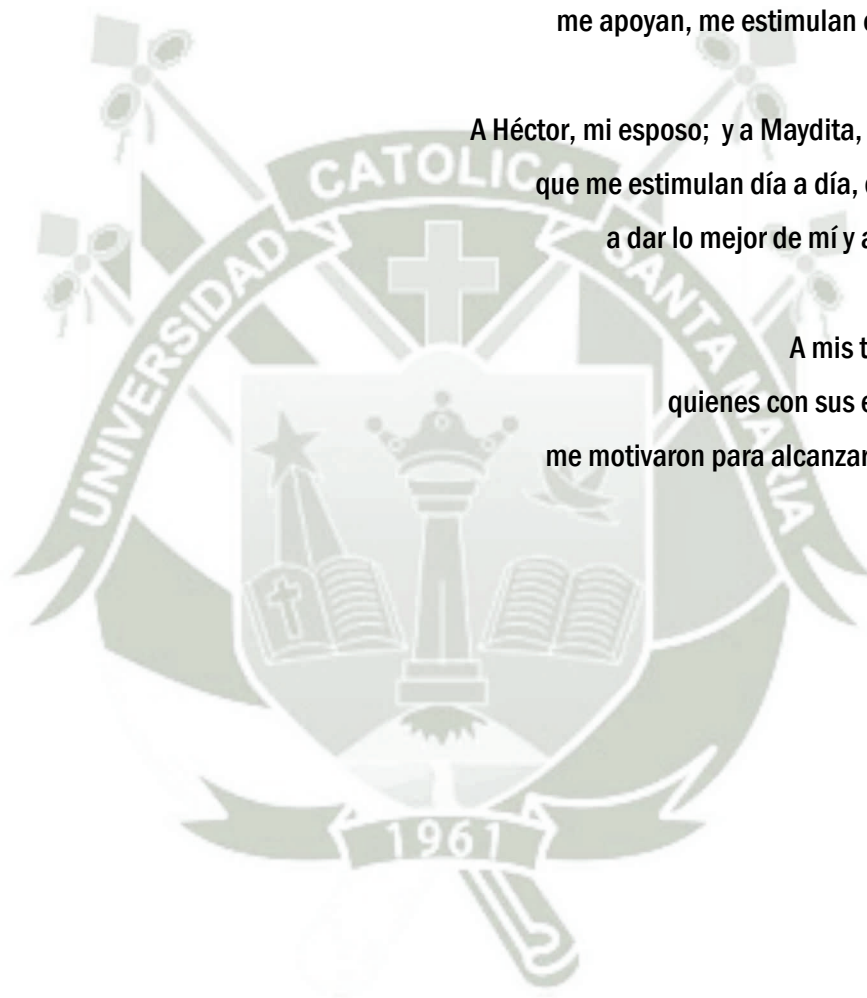 me apoyan, me estimulan
A Héctor, mi esposo; y a Maydita,
que me estimulan día a día,
a dar lo mejor de mí y
A mis
quienes con sus
me motivaron para alcanzar
UNIVERSIDAD CATOLICA SANTA MARIA
1961